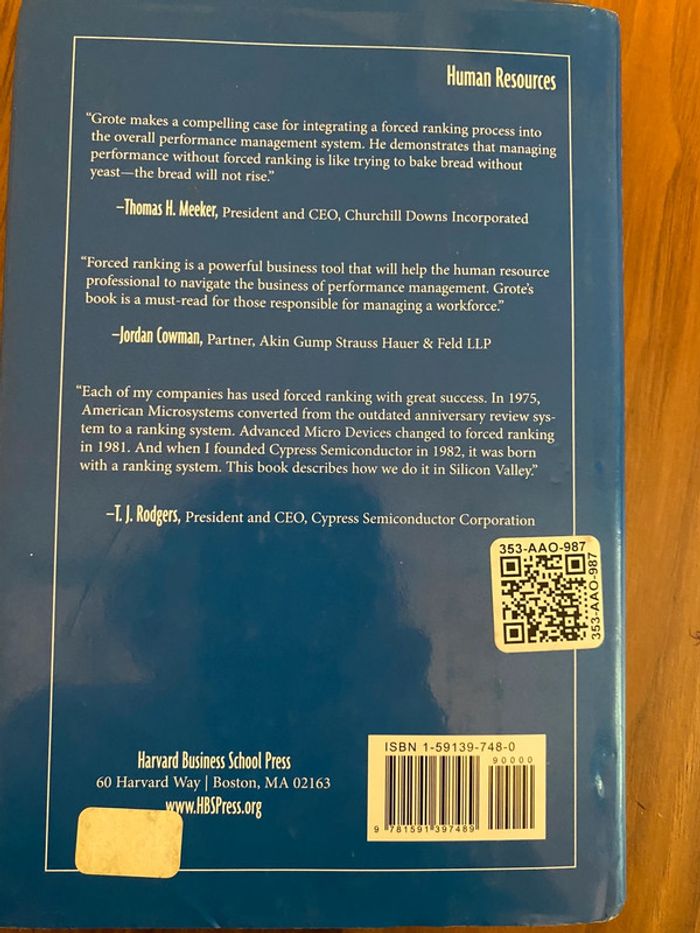 Human Resources
“Grote makes a compelling case for integrating a forced ranking process into
the overall performance management system. He demonstrates that managing
performance without forced ranking is like trying to bake bread without
yeast—the bread will not rise.”
–Thomas H. Meeker, President and CEO, Churchill Downs Incorporated
“Forced ranking is a powerful business tool that will help the human resource
professional to navigate the business of performance management. Grote’s
book is a must-read for those responsible for managing a workforce.”
–Jordan Cowman, Partner, Akin Gump Strauss Hauer & Feld LLP
“Each of my companies has used forced ranking with great success. In 1975,
American Microsystems converted from the outdated anniversary review sys-
tem to a ranking system. Advanced Micro Devices changed to forced ranking
in 1981. And when I founded Cypress Semiconductor in 1982, it was born
with a ranking system. This book describes how we do it in Silicon Valley.”
–T. J. Rodgers, President and CEO, Cypress Semiconductor Corporation
353-AAO-987
353-AAO-987
Harvard Business School Press
60 Harvard Way | Boston, MA 02163
www.HBSPress.org
ISBN 1-59139-748-0
90000
9 781591 397489